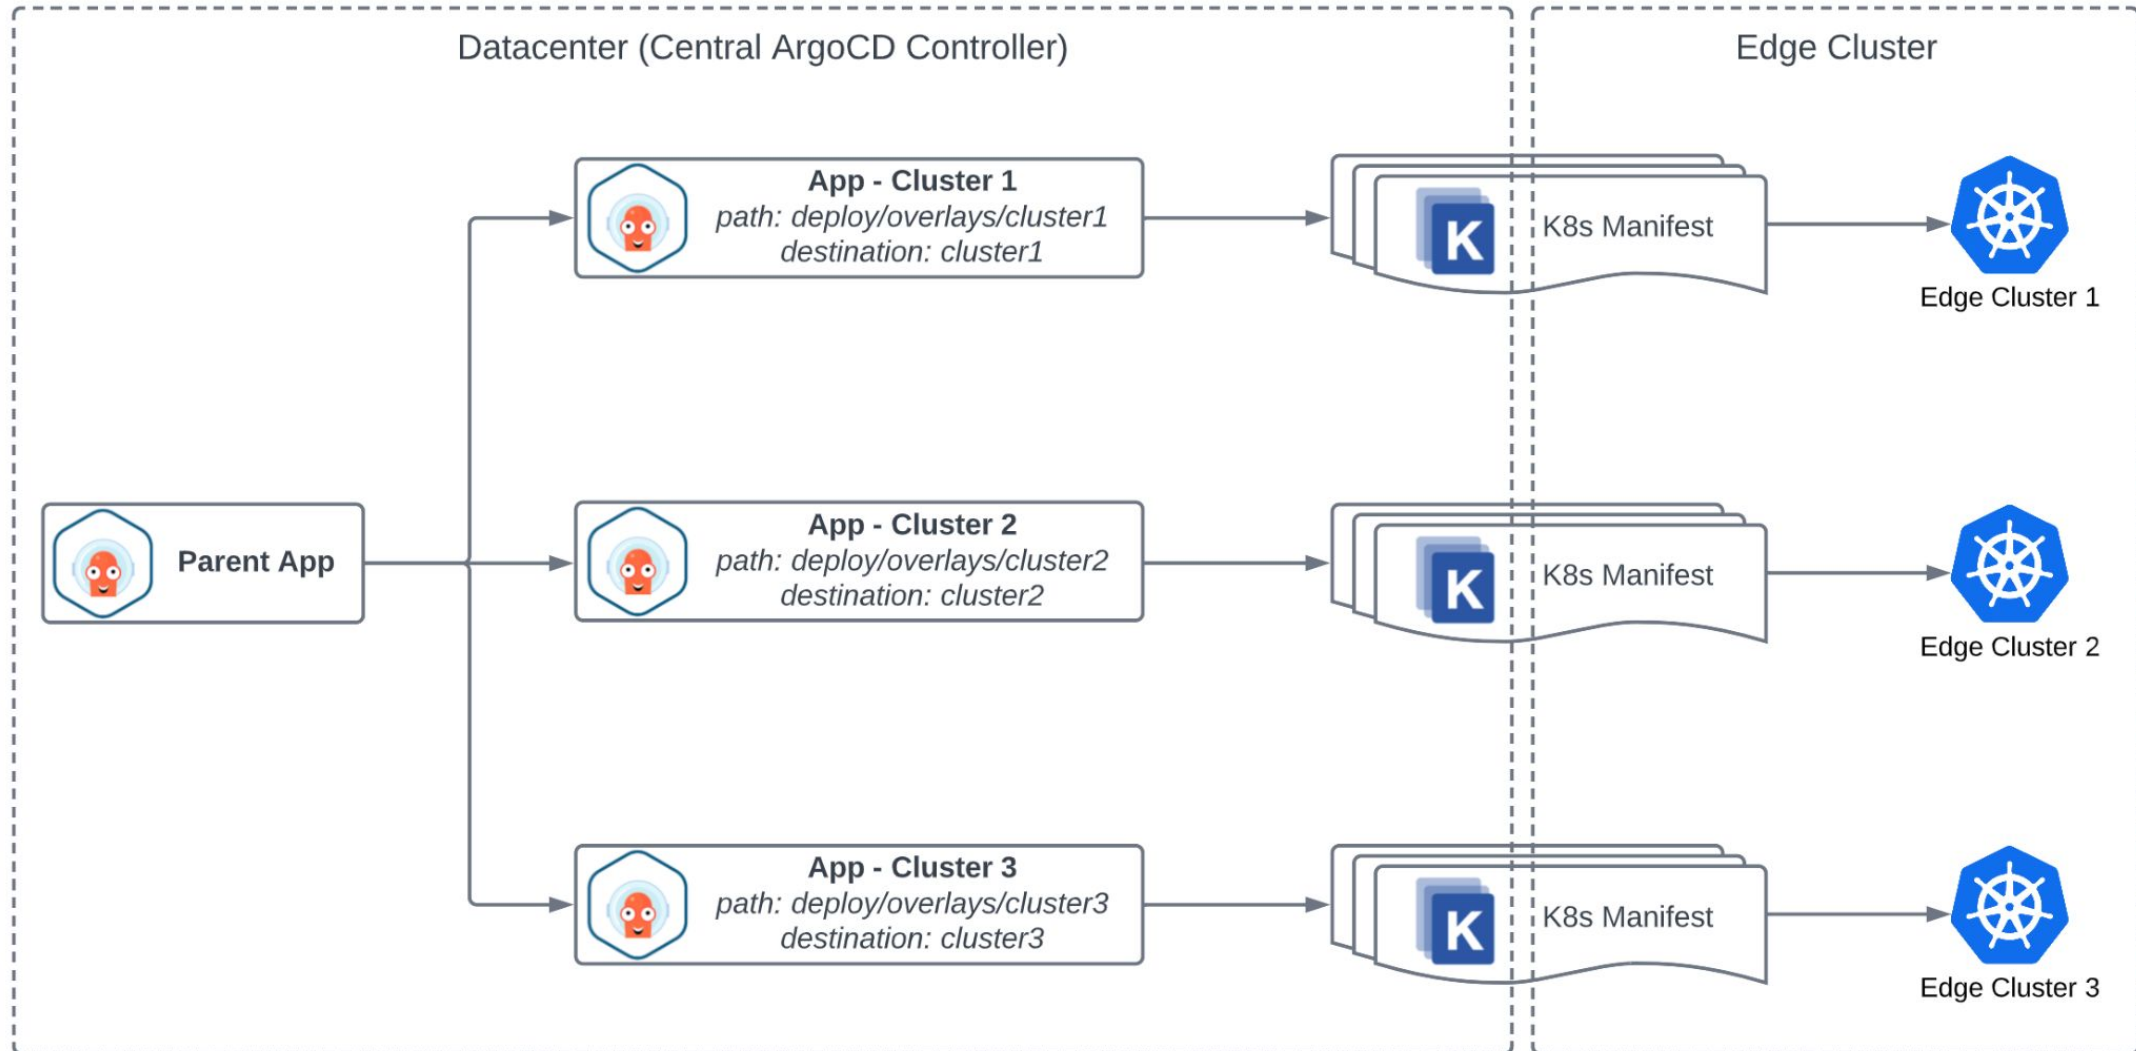 Datacenter (Central ArgoCD Controller)
Edge Cluster
App - Cluster 1
path: deploy/overlays/cluster1
destination: cluster1
K
K8s Manifest
Edge Cluster 1
Parent App
App - Cluster 2
path: deploy/overlays/cluster2
destination: cluster2
K
K8s Manifest
Edge Cluster 2
App - Cluster 3
path: deploy/overlays/cluster3
destination: cluster3
K
K8s Manifest
Edge Cluster 3